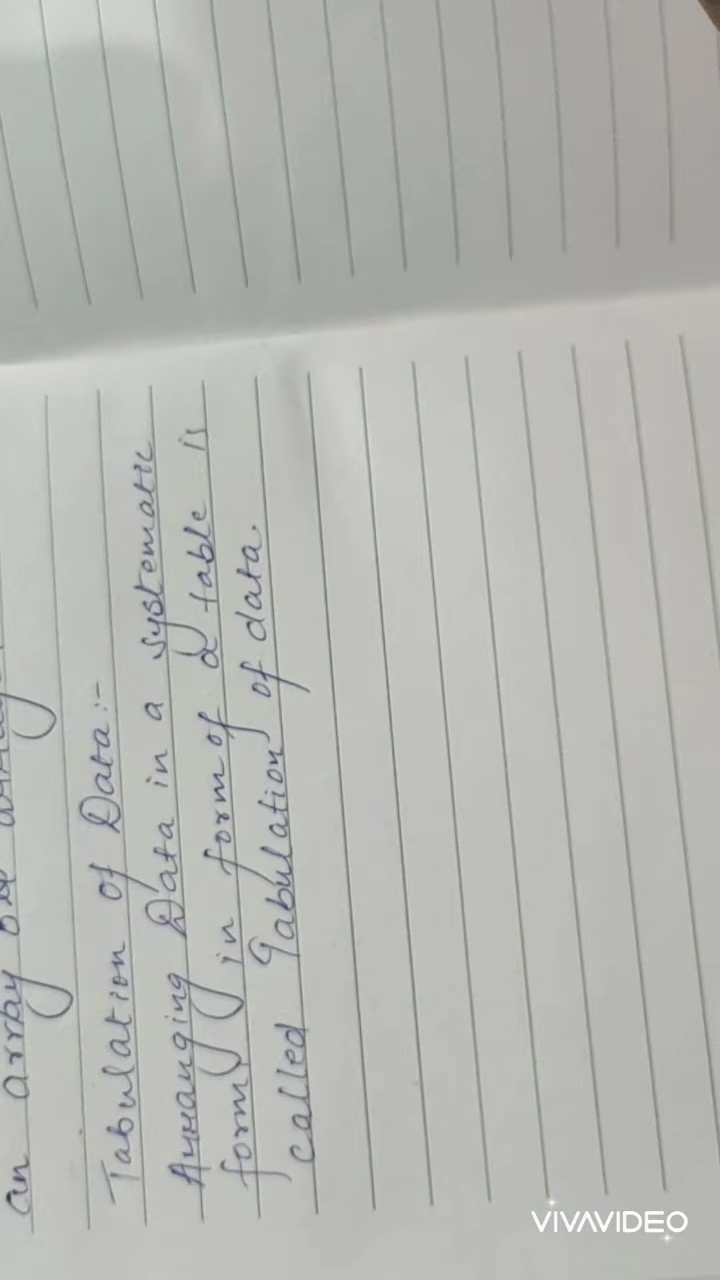 an array or
Tabulation of Data:-
Arranging Data in a systematic
form, in form of a table is
called Tabulation of data.
VIVAVIDEO